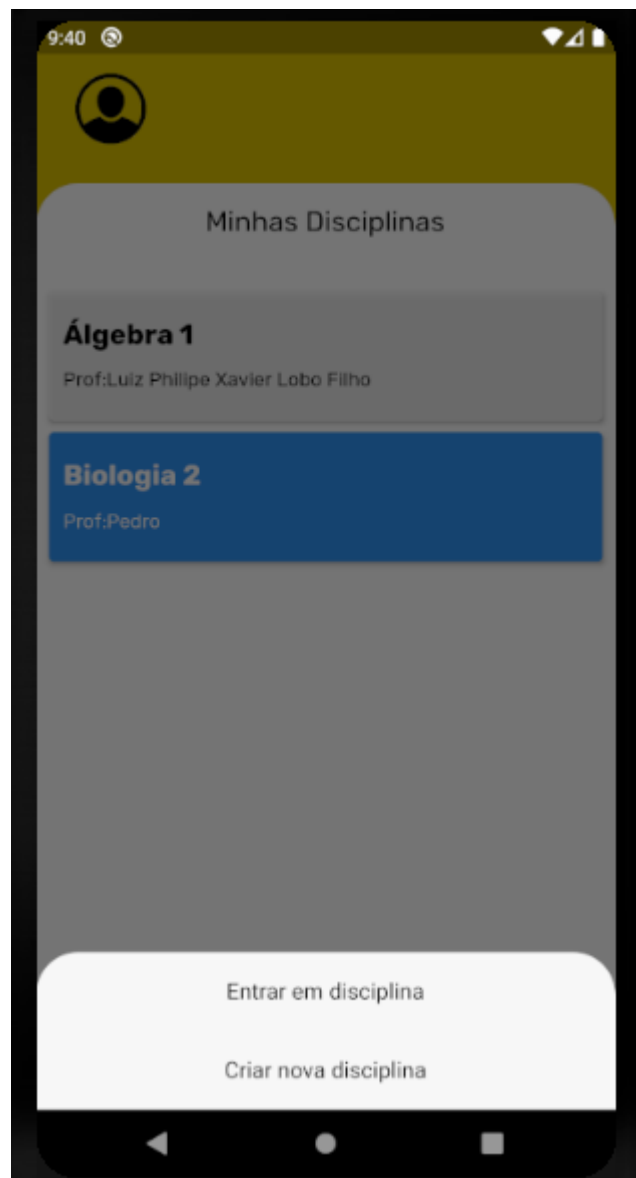 9:40
Minhas Disciplinas
Álgebra 1
Prof:Luiz Philipe Xavier Lobo Filho
Biologia 2
Prof:Pedro
Entrar em disciplina
Criar nova disciplina